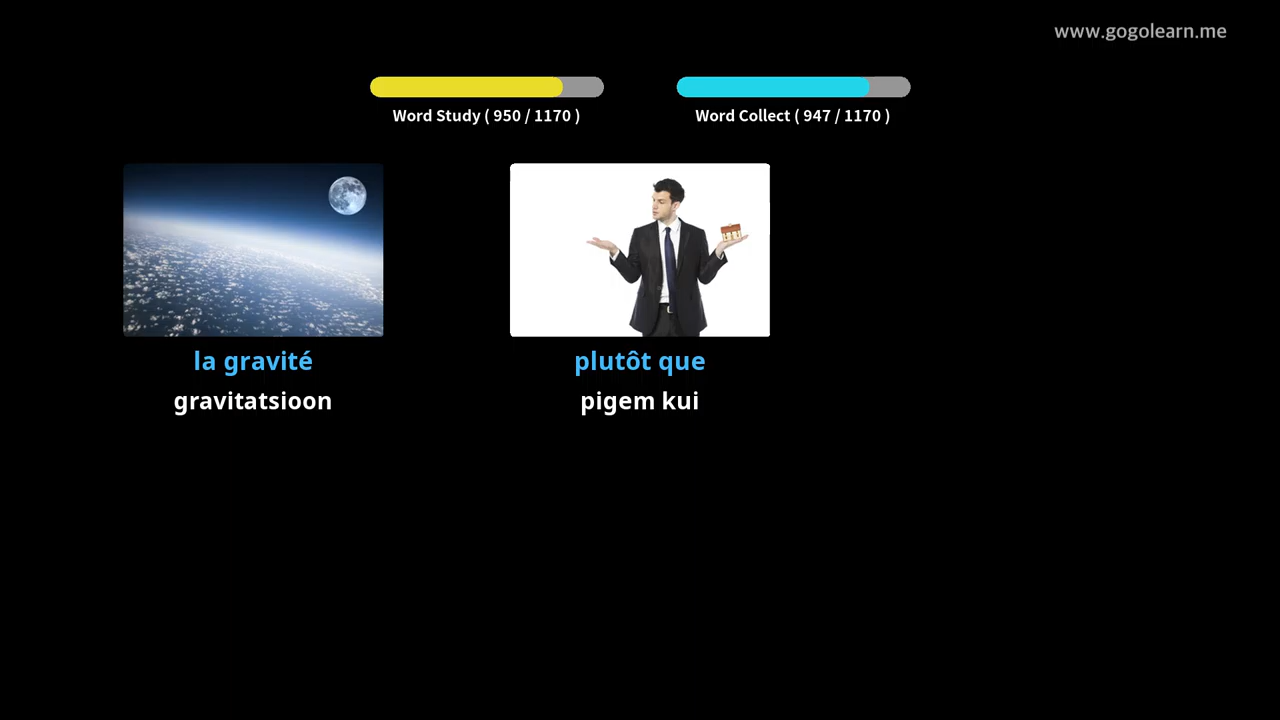 www.gogolearn.me
Word Study ( 950 / 1170 )
Word Collect ( 947 / 1170 )
la gravité
gravitatsioon
plutôt que
pigem kui